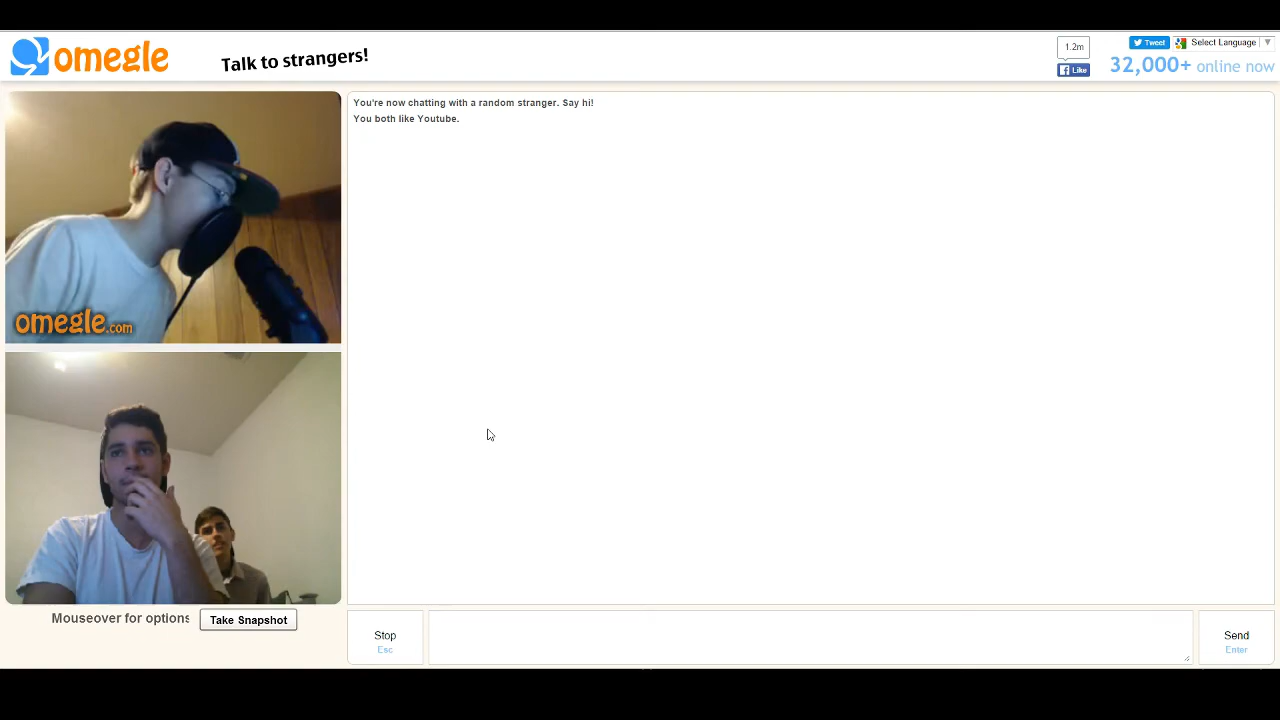 omegle
Talk to strangers!
1.2m
Like
Tweet
Select Language
32,000+ online now
You're now chatting with a random stranger. Say hi!
You both like Youtube.
omegle.com
Mouseover for options
Take Snapshot
Stop
Esc
Send
Enter